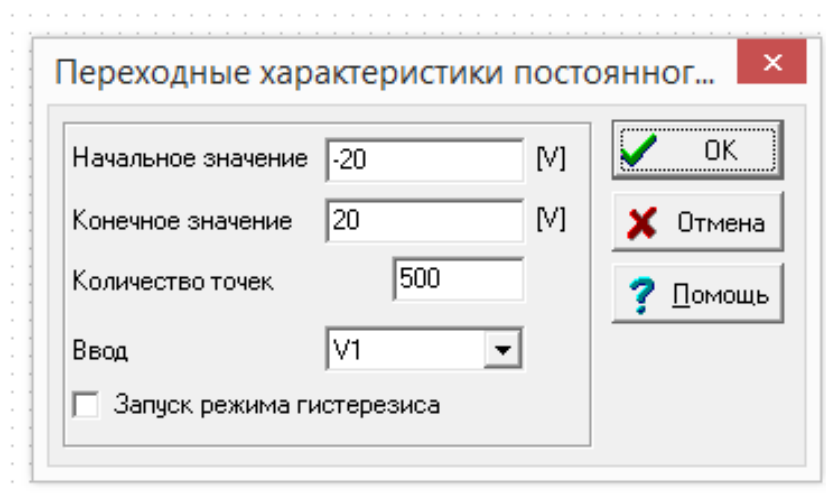 Переходные характеристики постоянног...
Начальное значение -20 [V]
Конечное значение 20 [V]
Количество точек 500
Ввод V1
Запуск режима гистерезиса
OK
Отмена
Помощь